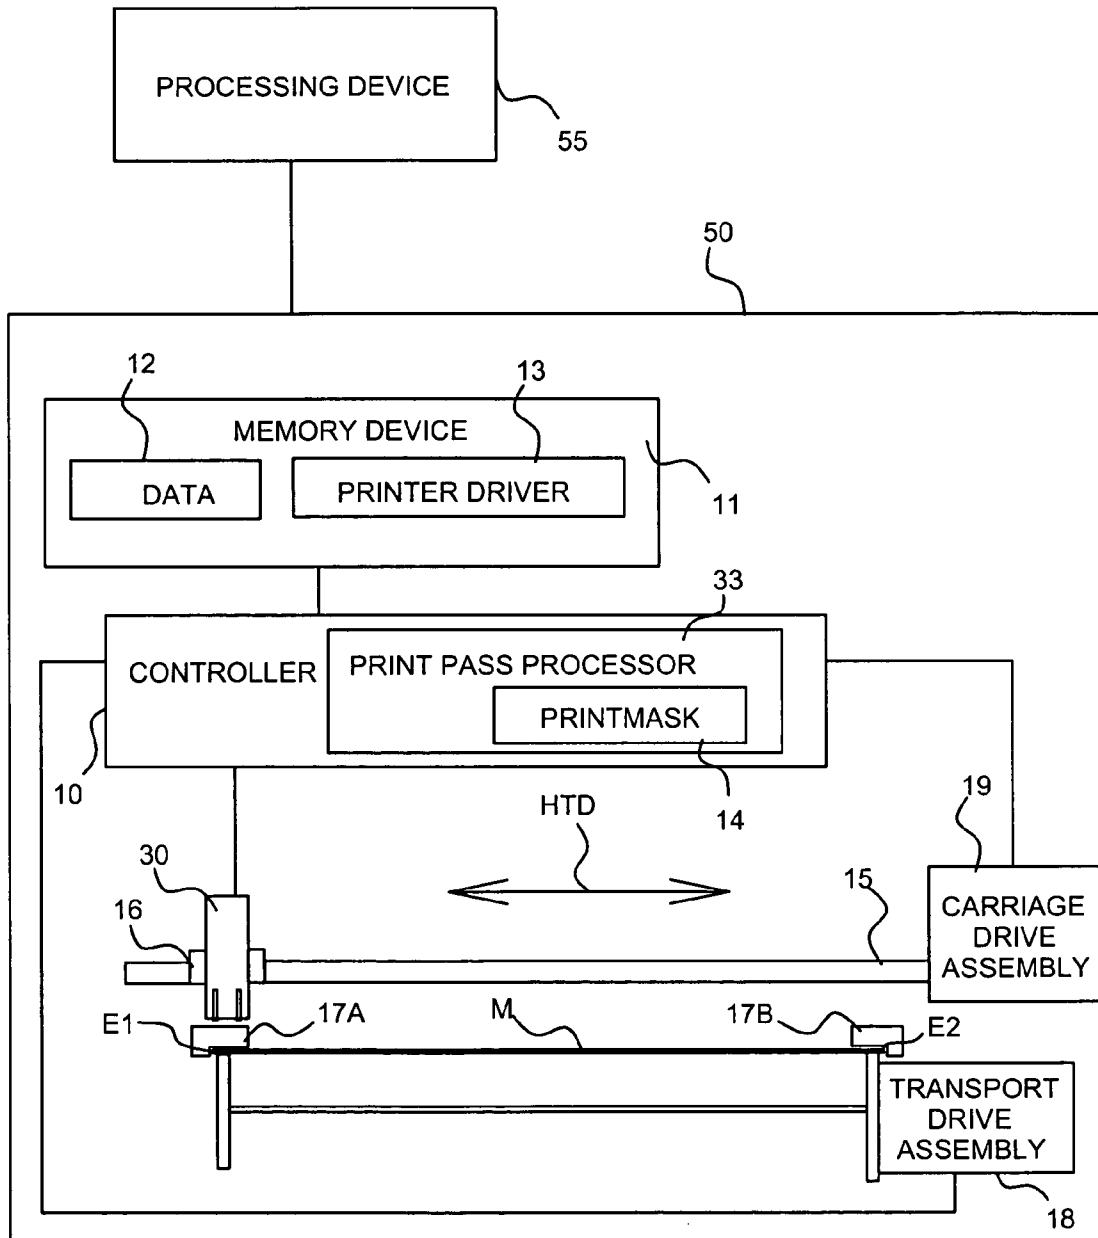 PROCESSING DEVICE
55
50
12
13
MEMORY DEVICE
DATA
PRINTER DRIVER
11
33
CONTROLLER
PRINT PASS PROCESSOR
PRINTMASK
10
14
HTD
19
30
15
16
CARRIAGE
DRIVE
ASSEMBLY
E1
17A
M
17B
E2
TRANSPORT
DRIVE
ASSEMBLY
18